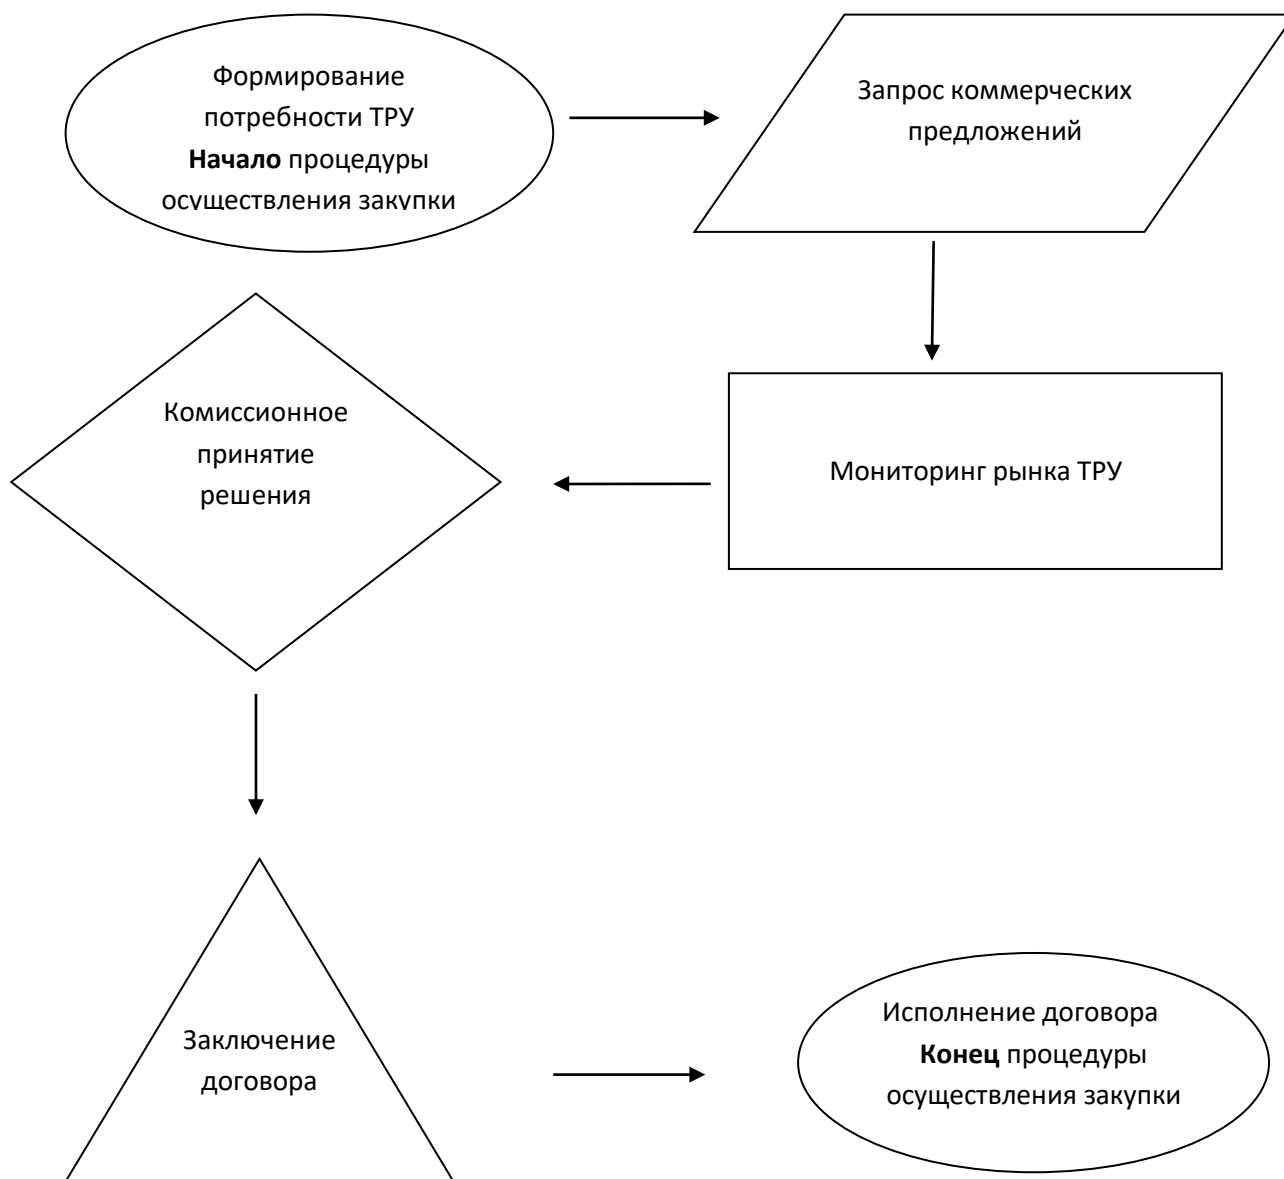 Формирование
потребности ТРУ
Начало процедуры
осуществления закупки
Запрос коммерческих
предложений
Мониторинг рынка ТРУ
Комиссионное
принятие
решения
Заключение
договора
Исполнение договора
Конец процедуры
осуществления закупки